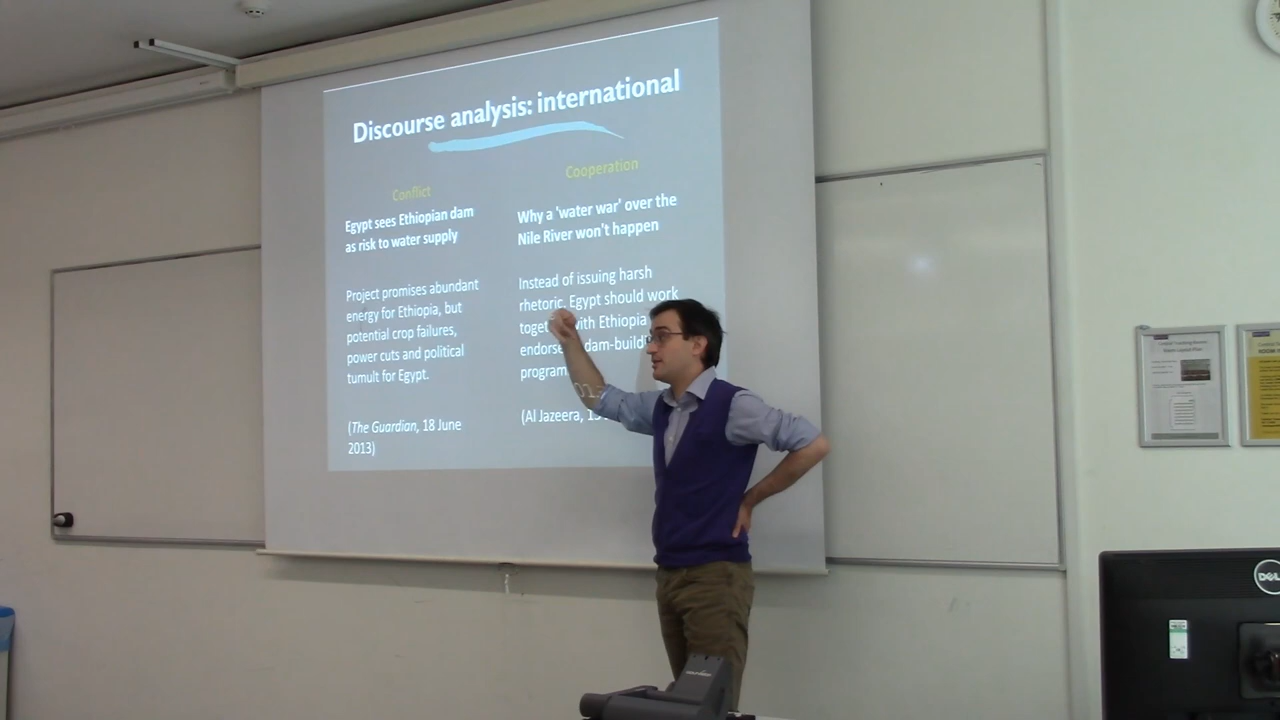 Discourse analysis: international
Conflict
Egypt sees Ethiopian dam
as risk to water supply
Project promises abundant
energy for Ethiopia, but
potential crop failures,
power cuts and political
tumult for Egypt.
(The Guardian, 18 June
2013)
Cooperation
Why a 'water war' over the
Nile River won't happen
Instead of issuing harsh
rhetoric, Egypt should work
with Ethiopia
dam-build
program
(Al Jazeera,
DELL